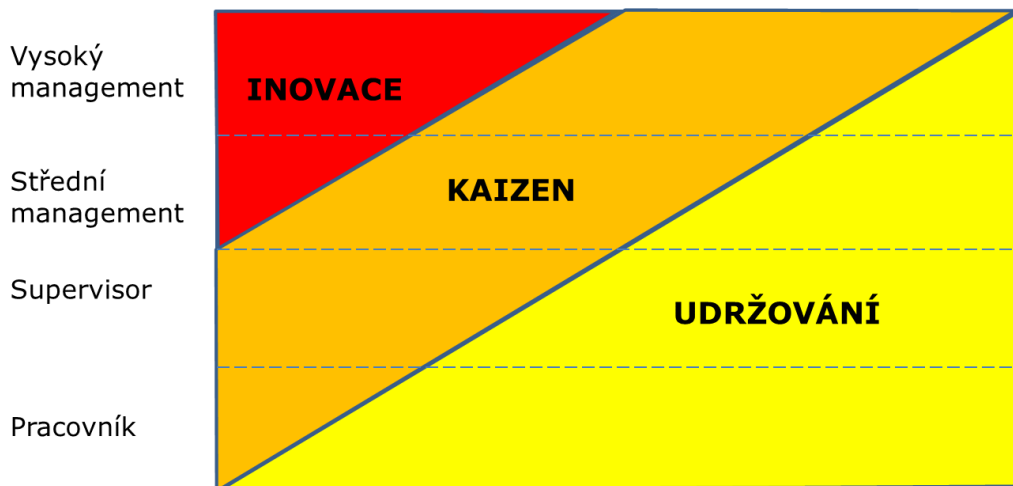 Vysoký
management
INOVACE
Střední
management
KAIZEN
Supervisor
UDRŽOVÁNÍ
Pracovník